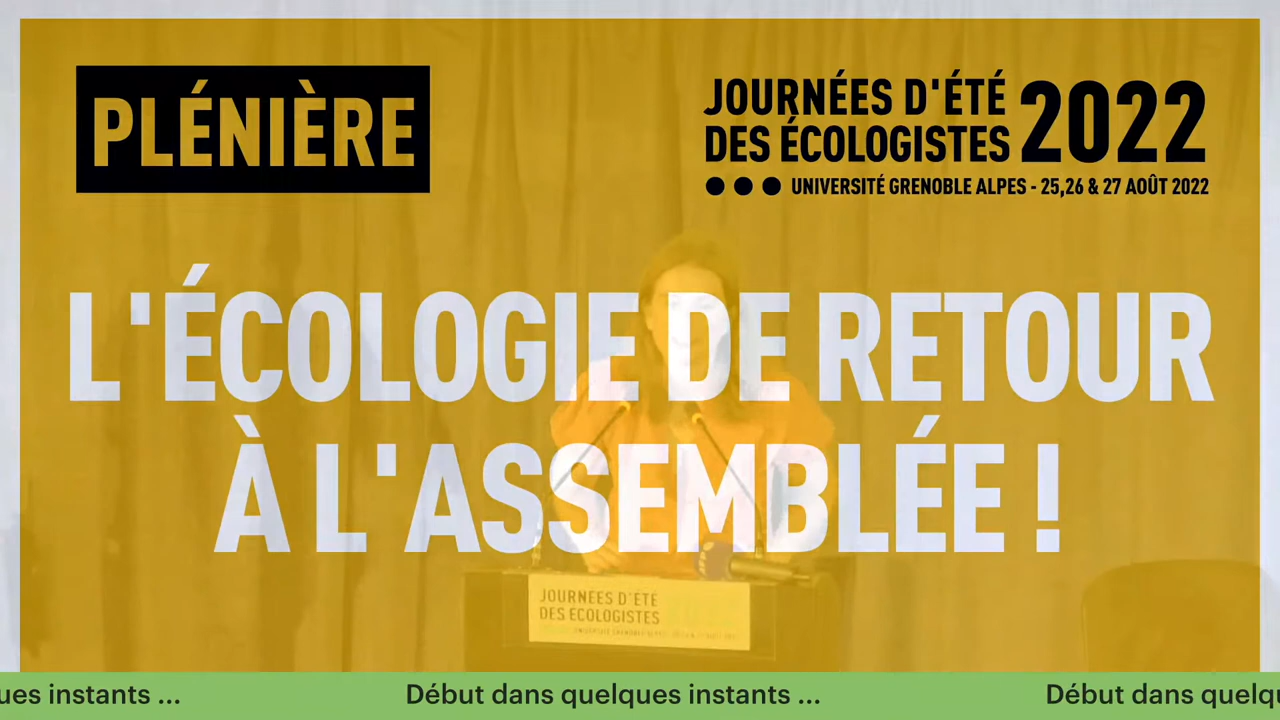 PLÉNIÈRE
JOURNÉES D'ÉTÉ
DES ÉCOLOGISTES 2022
UNIVERSITÉ GRENOBLE ALPES - 25,26 & 27 AOÛT 2022
L'ÉCOLOGIE DE RETOUR
À L'ASSEMBLÉE !
JOURNÉES D'ÉTÉ
DES ÉCOLOGISTES
ues instants ...
Début dans quelques instants ...
Début dans quelq